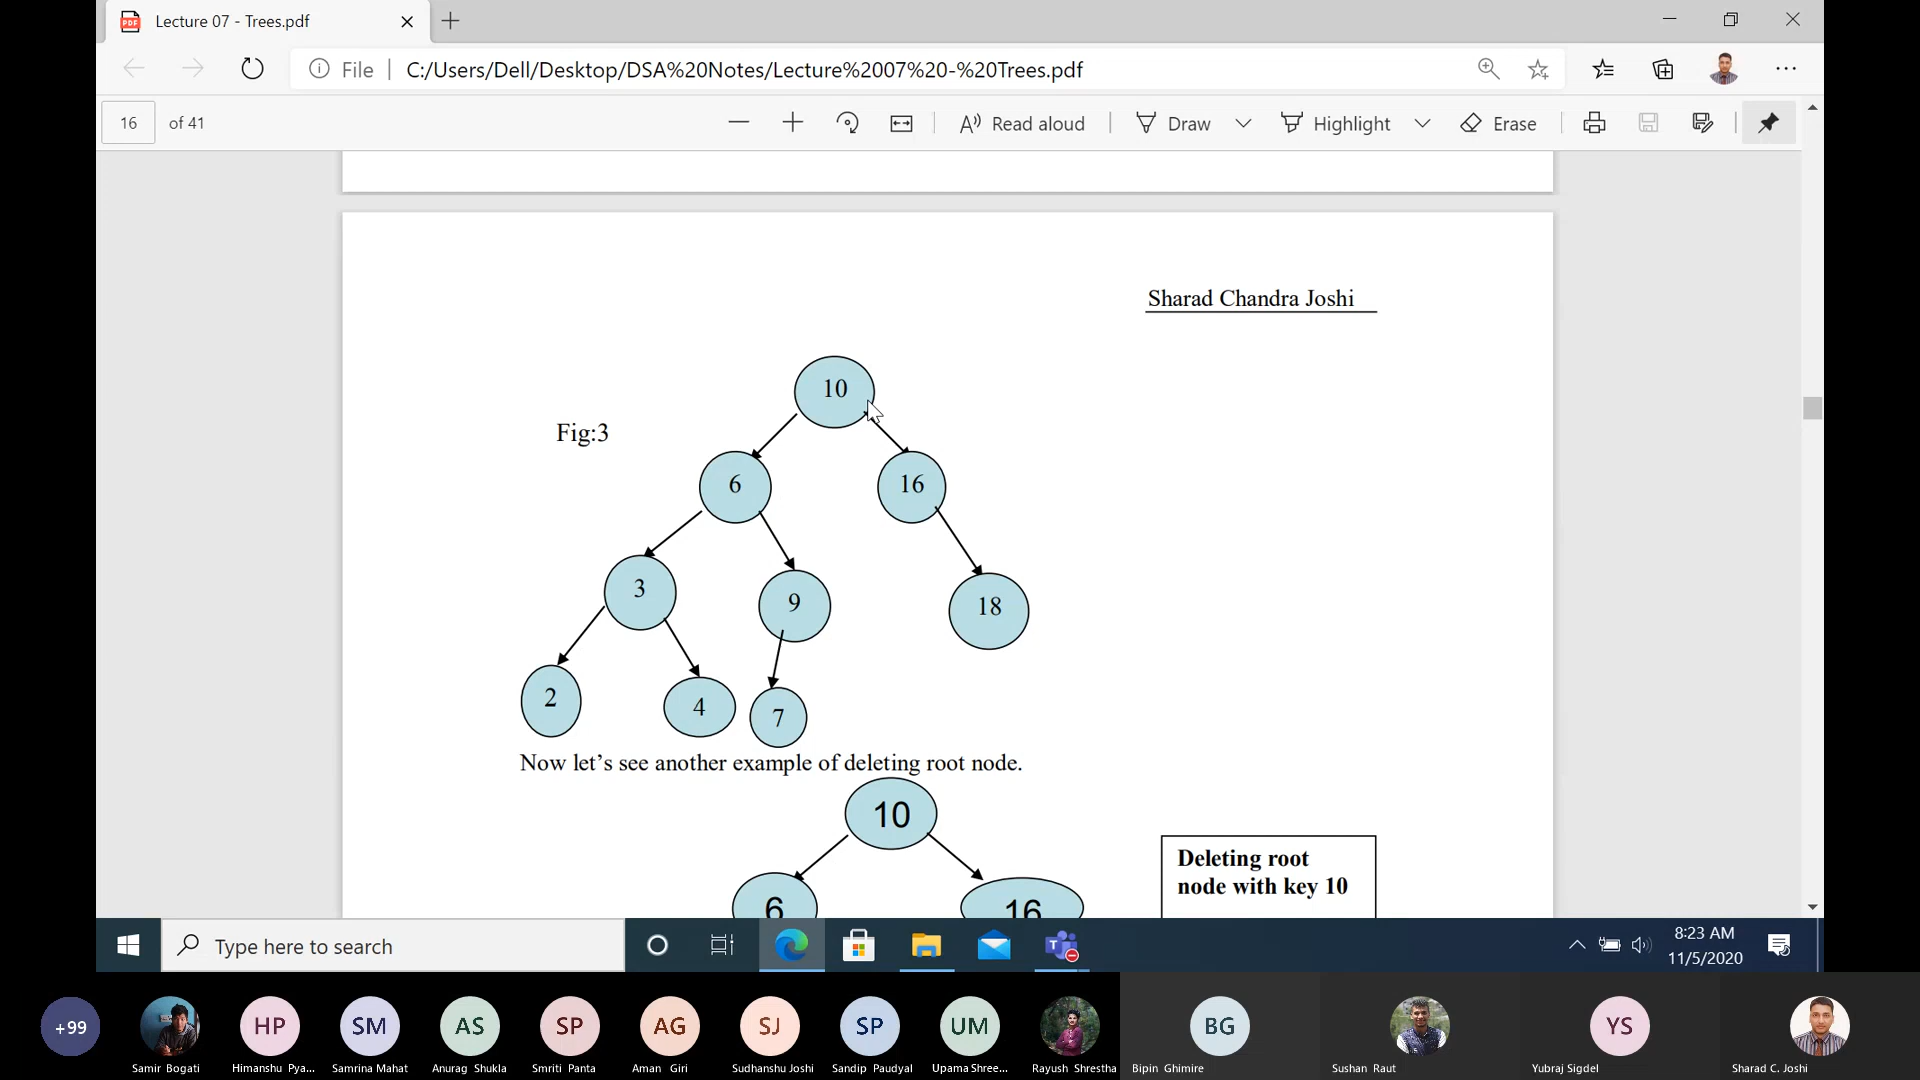 Lecture 07 - Trees.pdf
File
C:/Users/Dell/Desktop/DSA%20Notes/Lecture%2007%20-%20Trees.pdf
16 of 41
Read aloud
Draw
Highlight
Erase
Sharad Chandra Joshi
10
Fig:3
6 16
3 9 18
2 4 7
Now let’s see another example of deleting root node.
10
Deleting root
node with key 10
6 16
Type here to search
8:23 AM
11/5/2020
+99 HP SM AS SP AG SJ SP UM BG YS
Samir Bogati Himanshu Pya... Samrina Mahat Anurag Shukla Smriti Panta Aman Giri Sudhanshu Joshi Sandip Paudyal Upama Shree... Rayush Shrestha Bipin Ghimire Sushan Raut Yubraj Sigdel Sharad C. Joshi